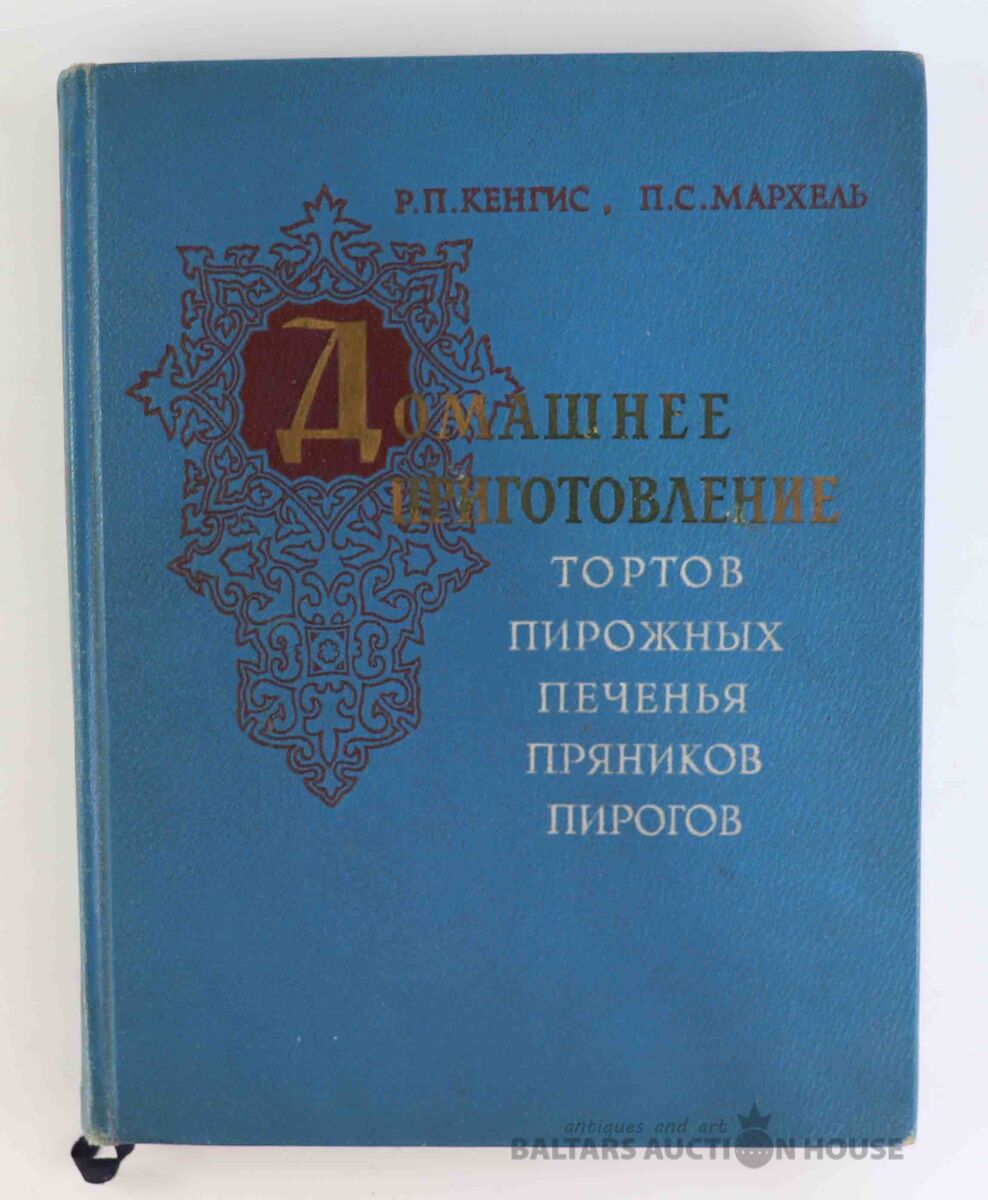 Р.П.КЕНГИС, П.С.МАРХЕЛЬ
ДОМАШНЕЕ
ПРИГОТОВЛЕНИЕ
ТОРТОВ
ПИРОЖНЫХ
ПЕЧЕНЬЯ
ПРЯНИКОВ
ПИРОГОВ
antiques and art
BALTARS AUCTION HOUSE